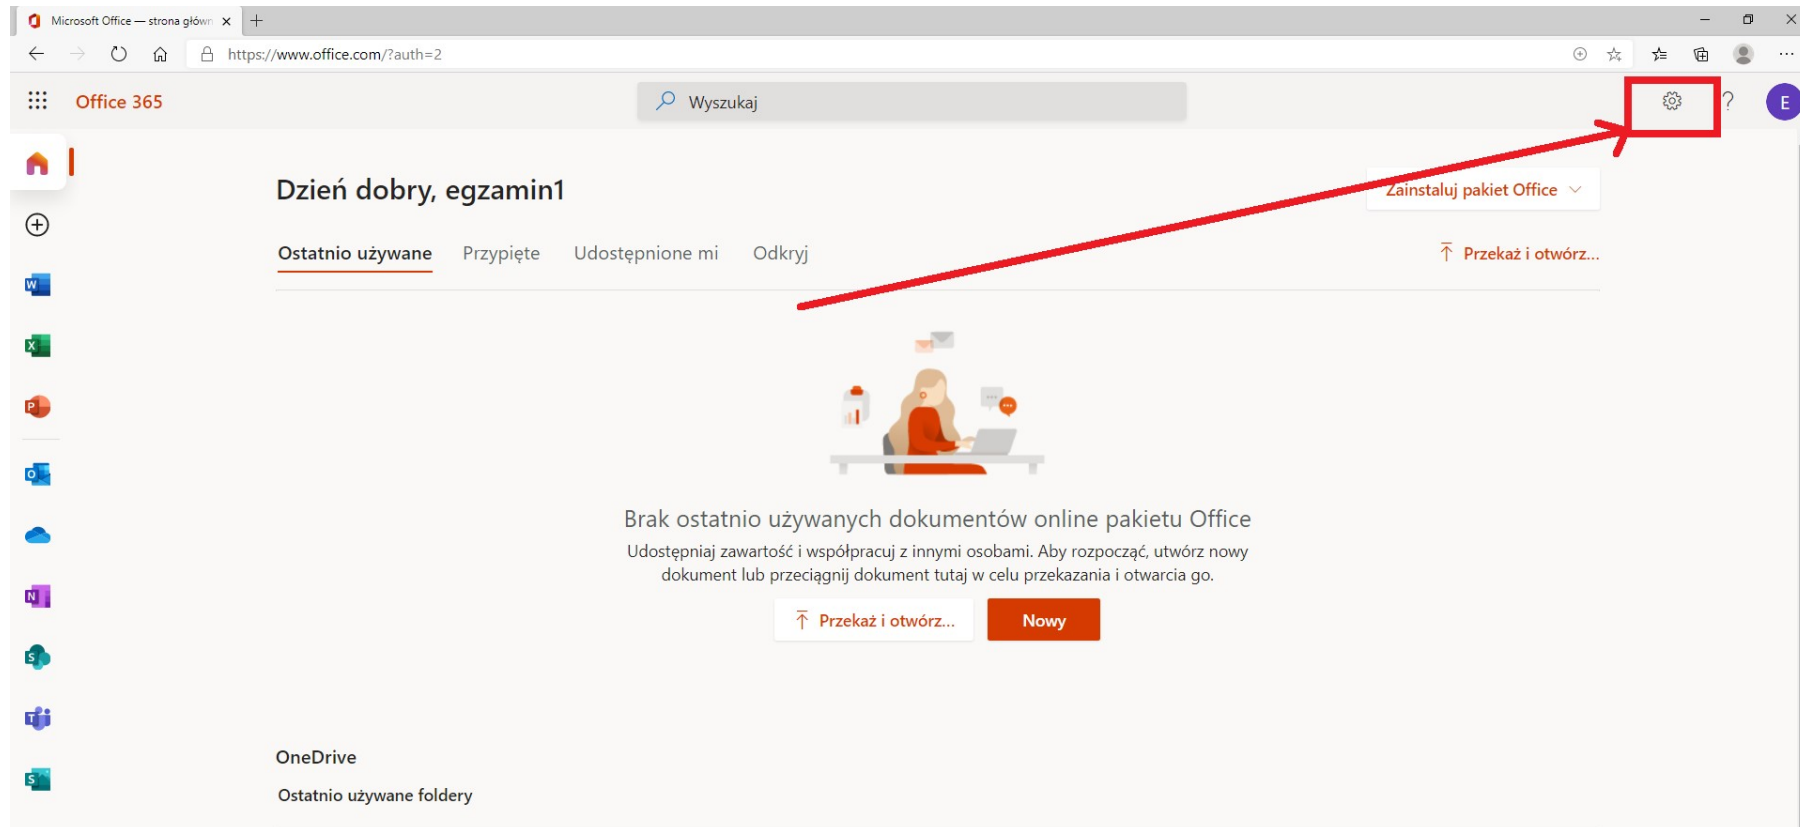 Microsoft Office — strona główn
https://www.office.com/?auth=2
Office 365
Wyszukaj
?
E
Dzień dobry, egzamin1
Zainstaluj pakiet Office
Ostatnio używane Przypięte Udostępnione mi Odkryj
Przekaż i otwórz...
W
X
P
O
N
S
T
S
Brak ostatnio używanych dokumentów online pakietu Office
Udostępniaj zawartość i współpracuj z innymi osobami. Aby rozpocząć, utwórz nowy
dokument lub przeciągnij dokument tutaj w celu przekazania i otwarcia go.
Przekaż i otwórz...
Nowy
OneDrive
Ostatnio używane foldery